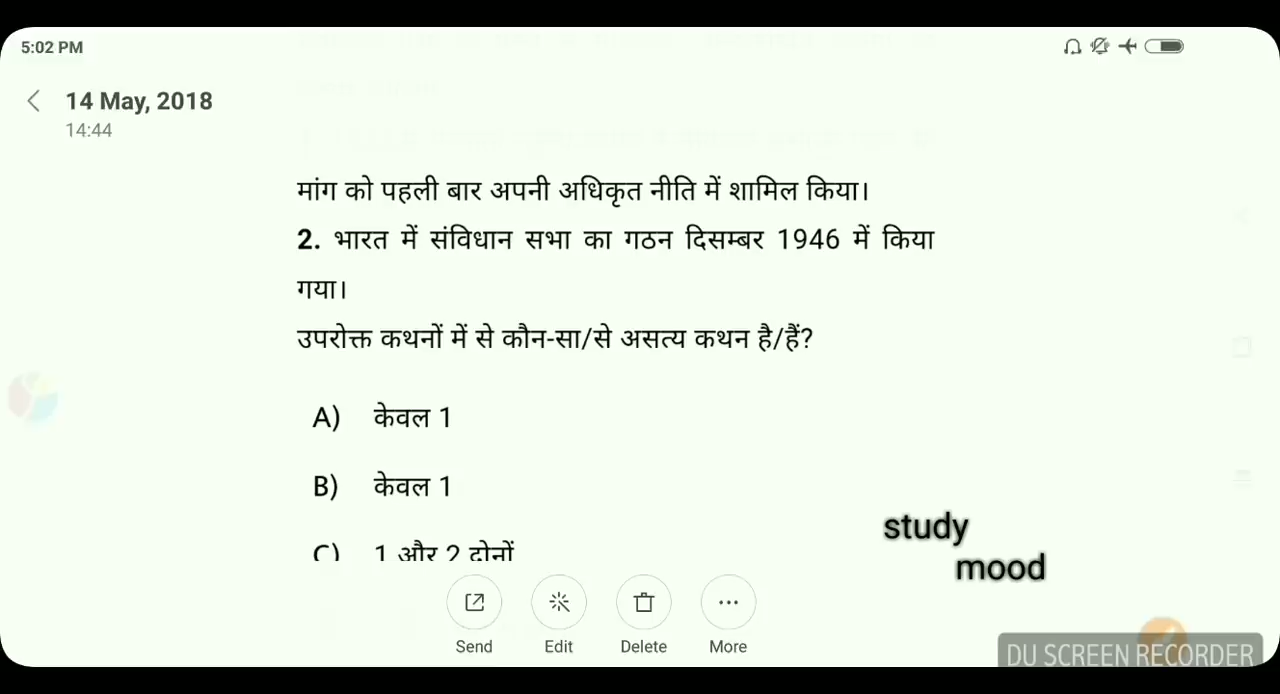 5:02 PM
14 May, 2018
14:44
मांग को पहली बार अपनी अधिकृत नीति में शामिल किया।
2. भारत में संविधान सभा का गठन दिसम्बर 1946 में किया
गया।
उपरोक्त कथनों में से कौन-सा/से असत्य कथन है/हैं?
A) केवल 1
B) केवल 1
C) 1 और 2 दोनों
study
mood
Send Edit Delete More
DU SCREEN RECORDER